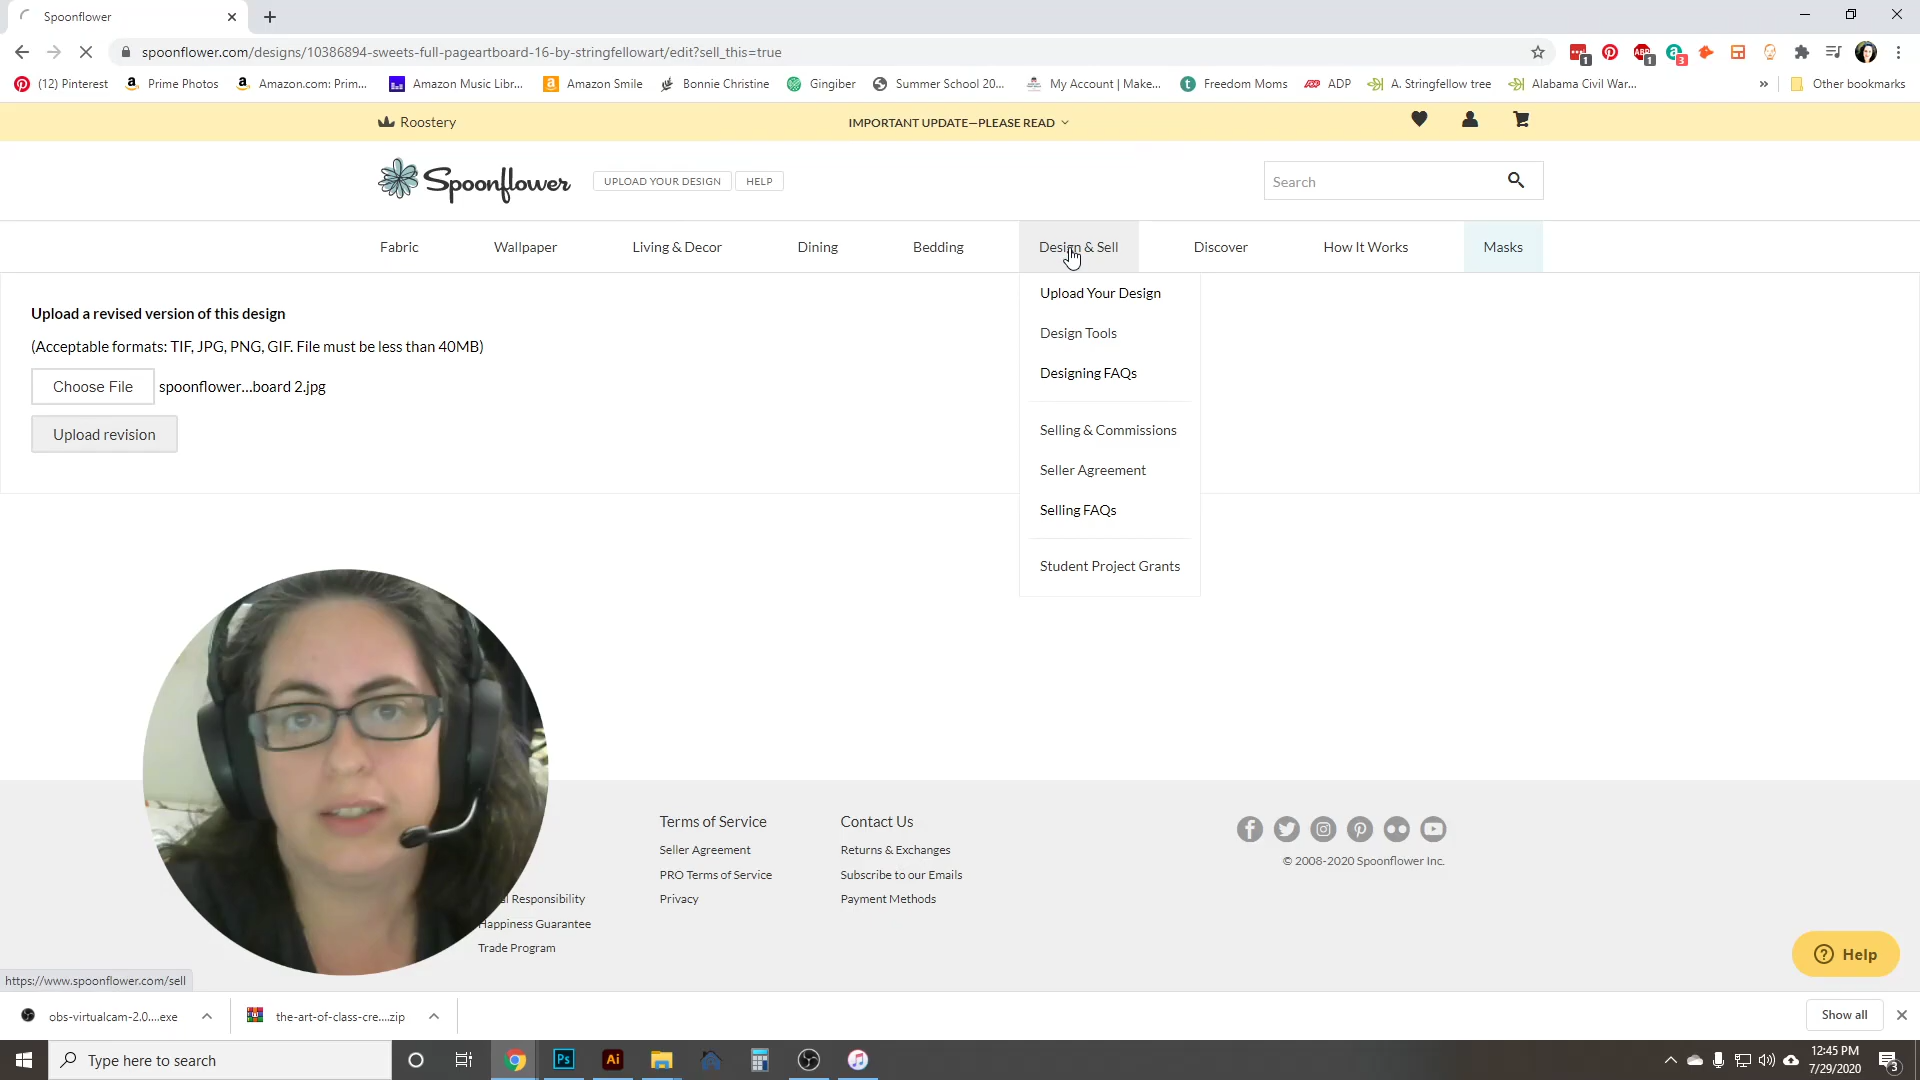 Spoonflower
spoonflower.com/designs/10386894-sweets-full-pageartboard-16-by-stringfellowart/edit?sell_this=true
1
ABP
1
a
3
(12) Pinterest
Prime Photos
Amazon.com: Prim...
Amazon Music Libr...
Amazon Smile
Bonnie Christine
Gingiber
Summer School 20...
My Account | Make...
Freedom Moms
ADP
A. Stringfellow tree
Alabama Civil War...
»
Other bookmarks
Roostery
IMPORTANT UPDATE—PLEASE READ
Spoonflower
UPLOAD YOUR DESIGN
HELP
Search
Fabric
Wallpaper
Living & Decor
Dining
Bedding
Design & Sell
Discover
How It Works
Masks
Upload Your Design
Design Tools
Designing FAQs
Selling & Commissions
Seller Agreement
Selling FAQs
Student Project Grants
Upload a revised version of this design
(Acceptable formats: TIF, JPG, PNG, GIF. File must be less than 40MB)
Choose File spoonflower...board 2.jpg
Upload revision
Responsibility
Happiness Guarantee
Trade Program
Terms of Service
Seller Agreement
PRO Terms of Service
Privacy
Contact Us
Returns & Exchanges
Subscribe to our Emails
Payment Methods
© 2008-2020 Spoonflower Inc.
Help
https://www.spoonflower.com/sell
obs-virtualcam-2.0....exe
the-art-of-class-cre....zip
Show all
Type here to search
Ps
Ai
12:45 PM
7/29/2020
3